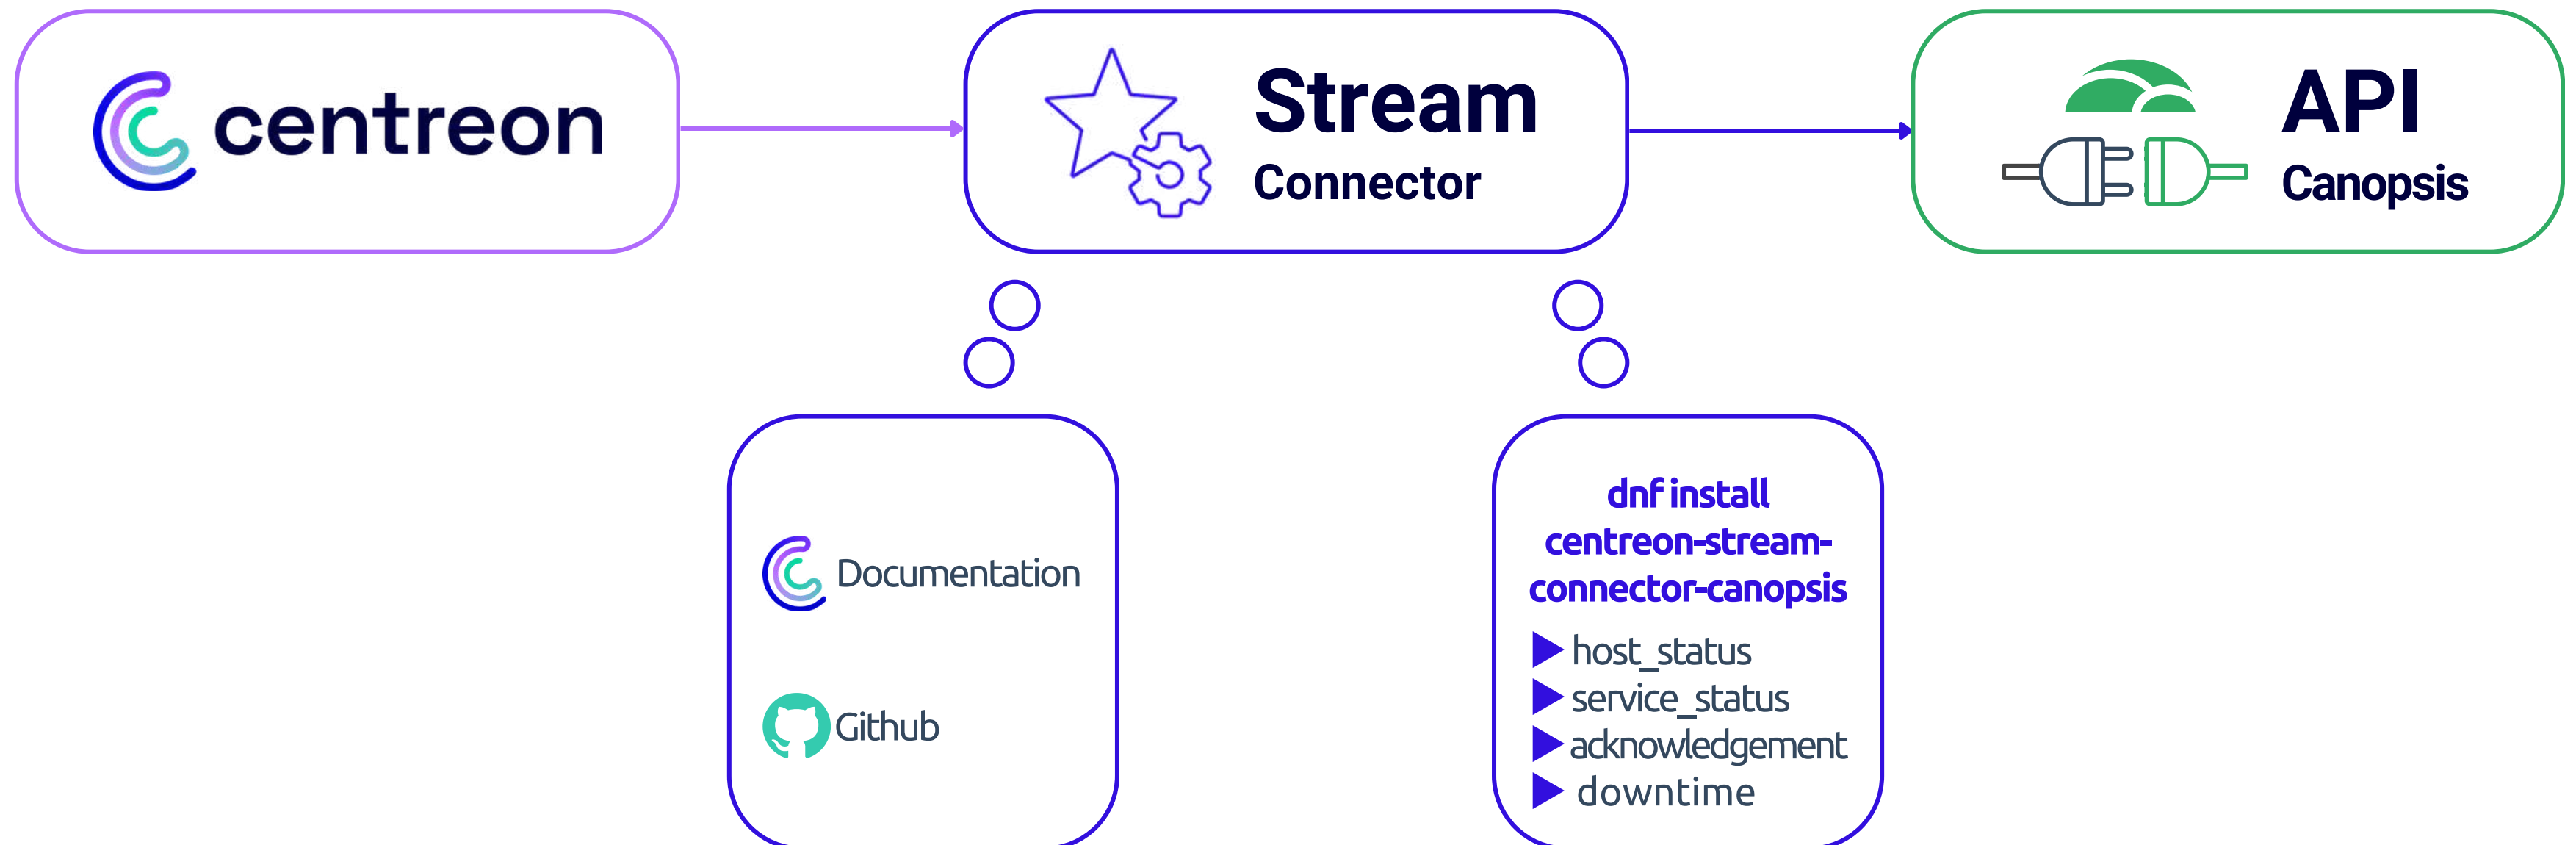 centreon
Stream
Connector
API
Canopsis
Documentation
Github
dnf install
centreon-stream-
connector-canopsis
host_status
service_status
acknowledgement
downtime